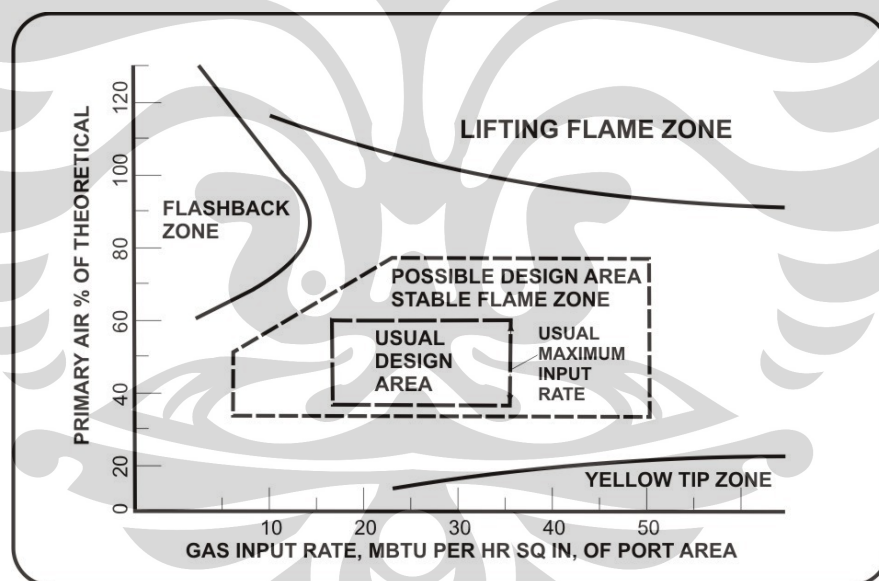 PRIMARY AIR % OF THEORETICAL
120
100
80
60
40
20
0
LIFTING FLAME ZONE
FLASHBACK
ZONE
POSSIBLE DESIGN AREA
STABLE FLAME ZONE
USUAL
DESIGN
AREA
USUAL
MAXIMUM
INPUT
RATE
YELLOW TIP ZONE
10 20 30 40 50
GAS INPUT RATE, MBTU PER HR SQ IN, OF PORT AREA